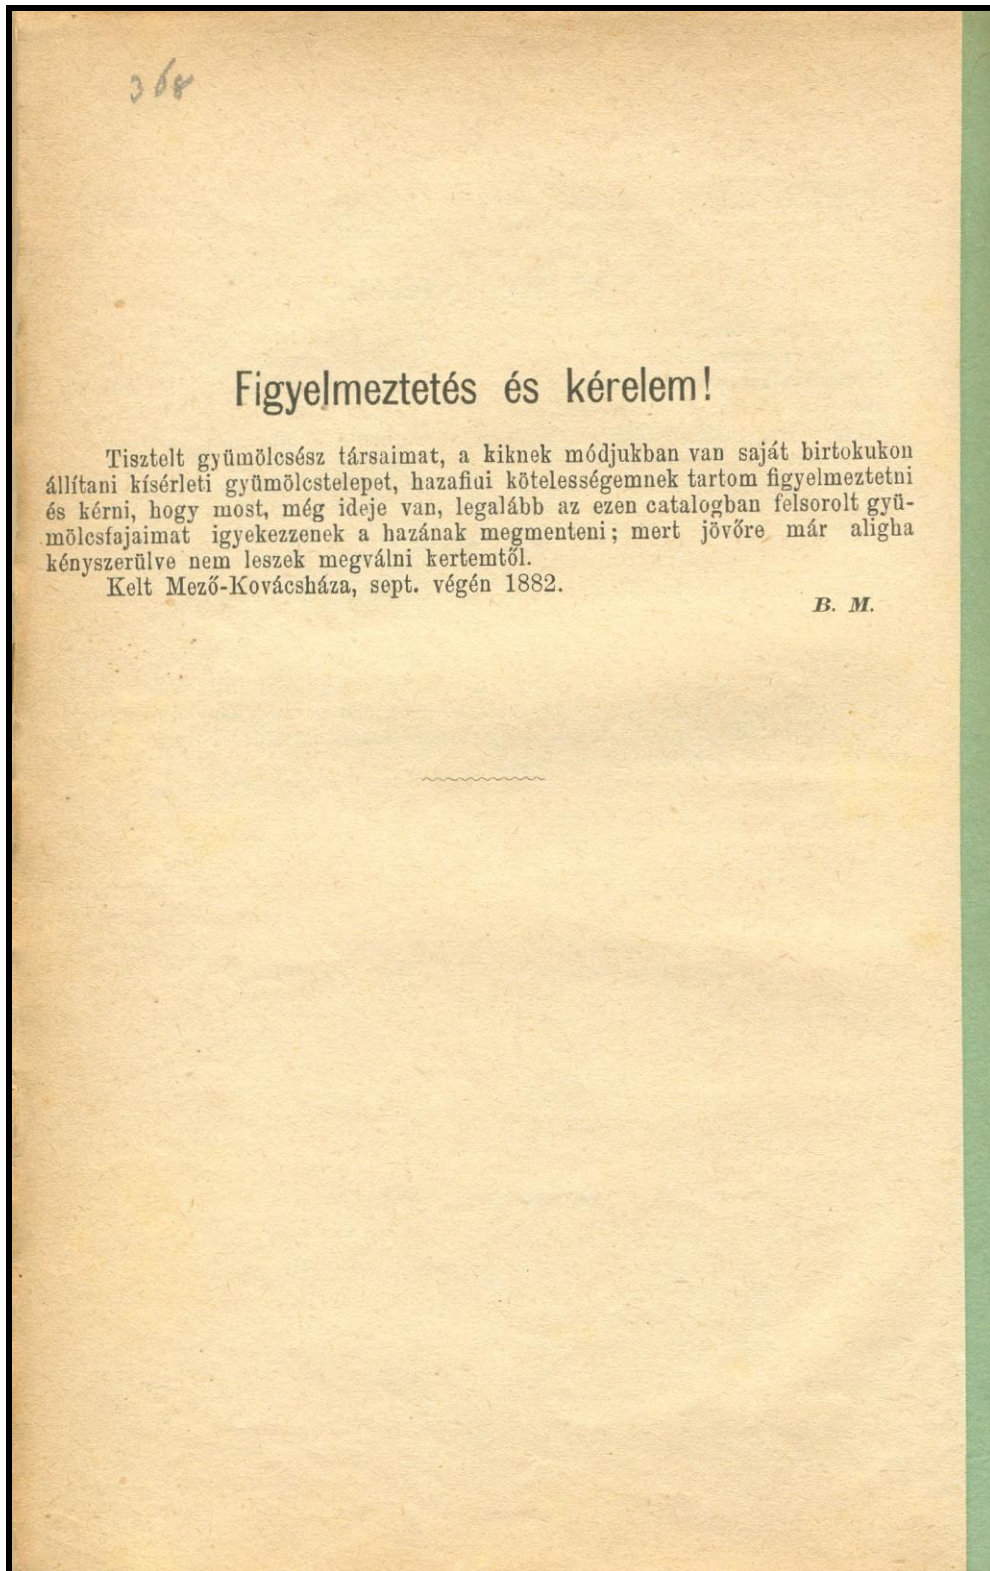 368
Figyelmeztetés és kérelem!
Tisztelt gyümölcsész társaimat, a kiknek módjukban van saját birtokukon
állítani kísérleti gyümölcstelepet, hazafiui kötelességemnek tartom figyelmeztetni
és kérni, hogy most, még ideje van, legalább az ezen catalogban felsorolt gyü-
mölcsfajaimat igyekezzenek a hazának megmenteni; mert jövőre már aligha
kényszerülve nem leszek megválni kertemtől.
Kelt Mező-Kovácsháza, sept. végén 1882.
B. M.